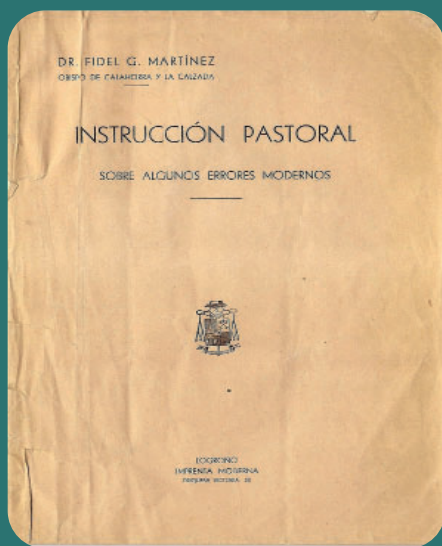 DR. FIDEL G. MARTÍNEZ
OBISPO DE CALAHORRA Y LA CALZADA
INSTRUCCIÓN PASTORAL
SOBRE ALGUNOS ERRORES MODERNOS
LOGROÑO
IMPRENTA MODERNA